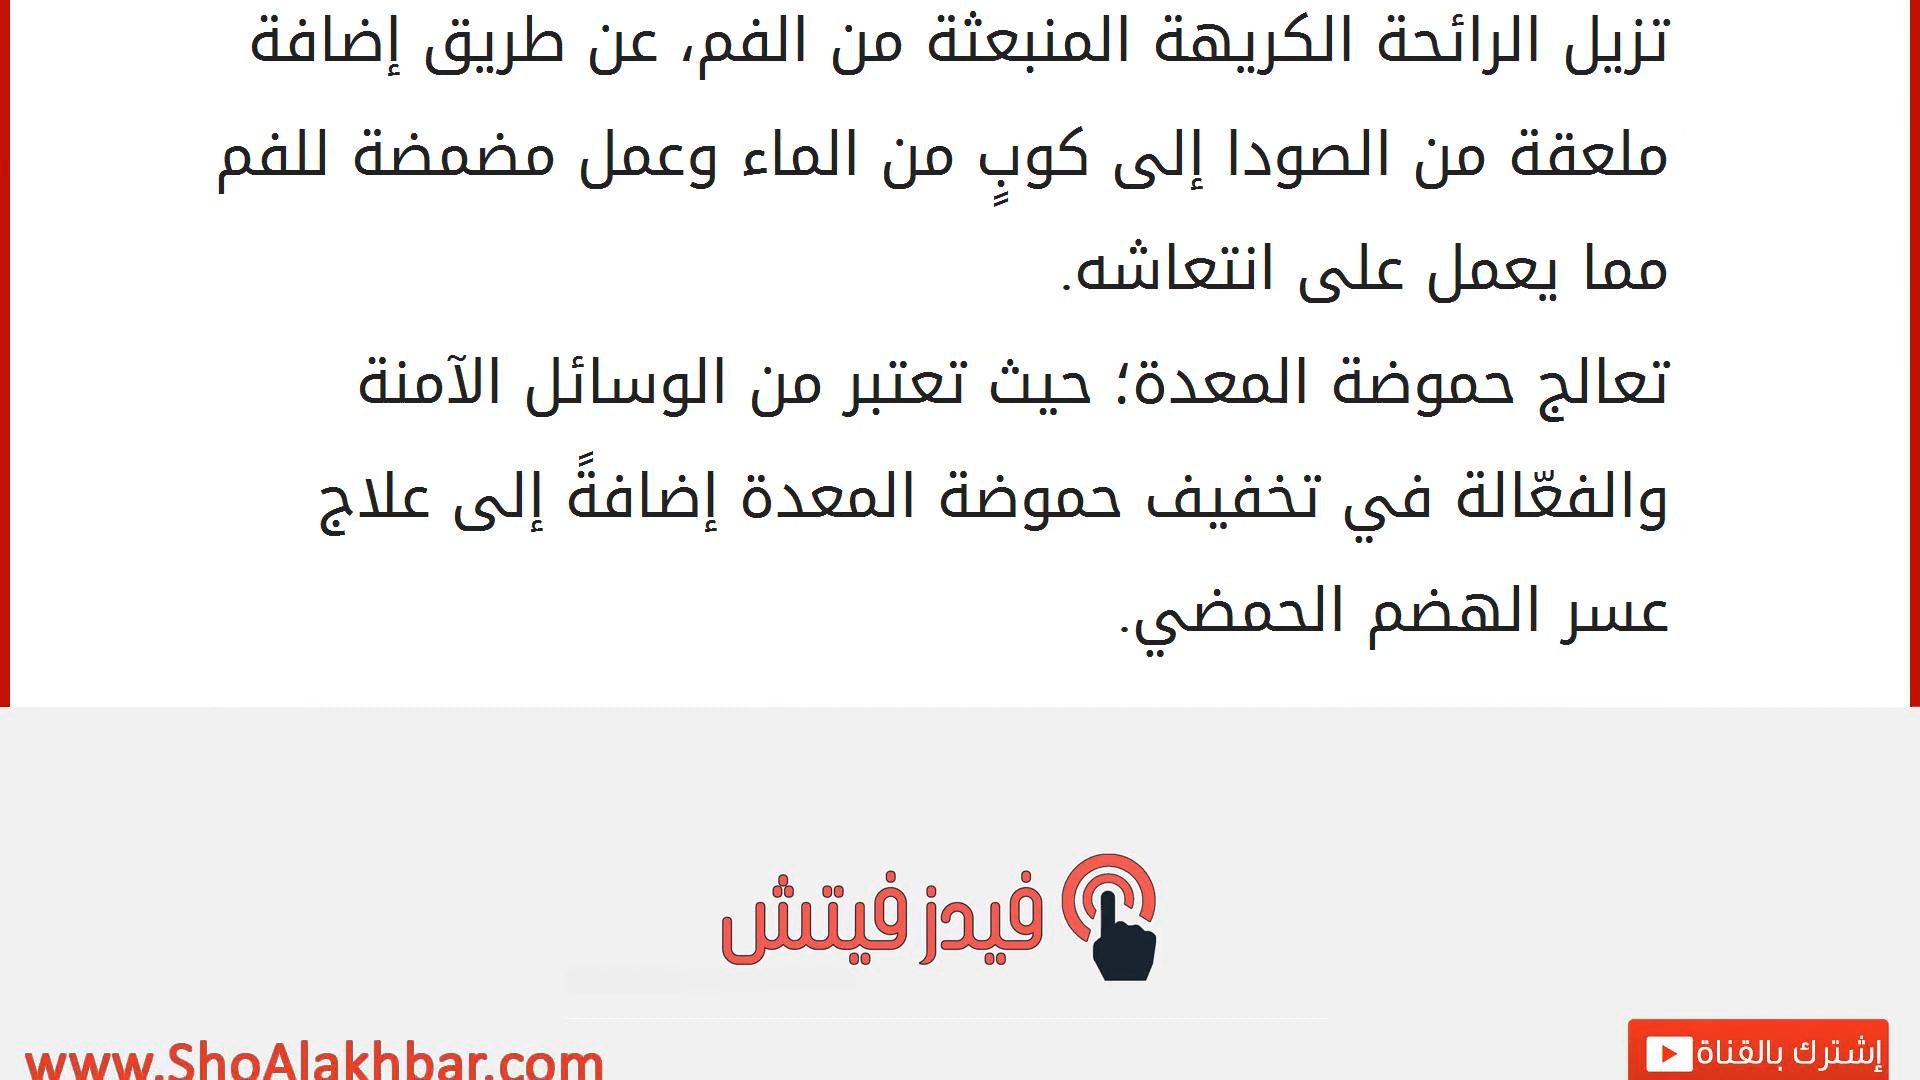 تزيل الرائحة الكريهة المنبعثة من الفم، عن طريق إضافة
ملعقة من الصودا إلى كوبٍ من الماء وعمل مضمضة للفم
مما يعمل على انتعاشه.
تعالج حموضة المعدة؛ حيث تعتبر من الوسائل الآمنة
والفعّالة في تخفيف حموضة المعدة إضافةً إلى علاج
عسر الهضم الحمضي.
فيدز فيتش
www.ShoAlakhbar.com
إشترك بالقناة